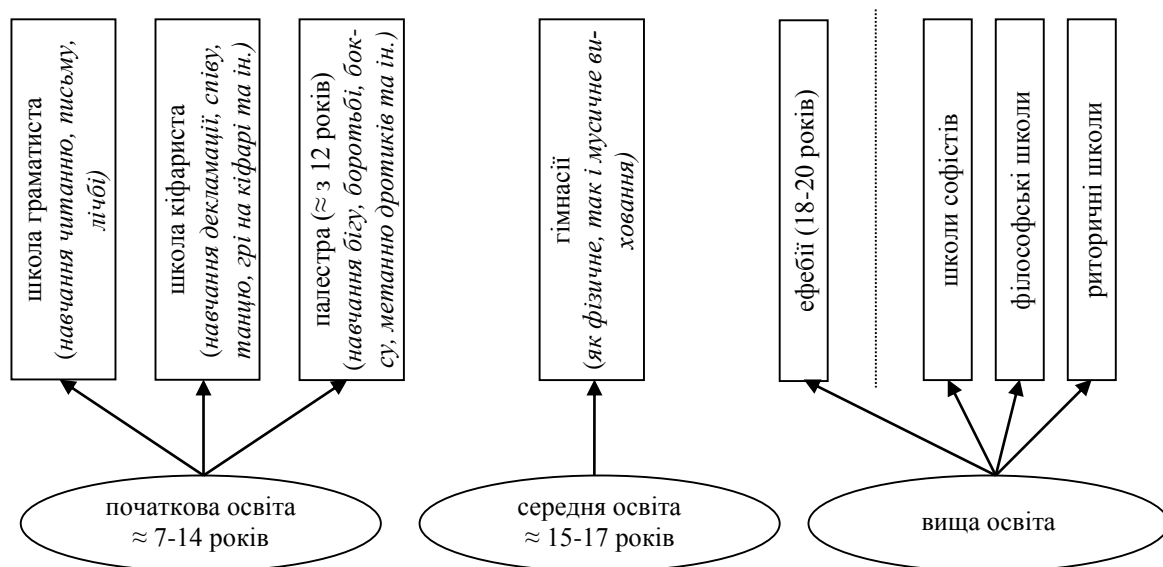 школа граматиста
(навчання читанню, письму,
лічбі)
школа кіфариста
(навчання декламації, співу,
танцю, грі на кіфарі та ін.)
палестра (≈ з 12 років)
(навчання бігу, боротьбі, бок-
су, метанню дротиків та ін.)
гімнасії
(як фізичне, так і мусичне ви-
ховання)
ефебії (18-20 років)
школи софістів
філософські школи
риторичні школи
початкова освіта
≈ 7-14 років
середня освіта
≈ 15-17 років
вища освіта